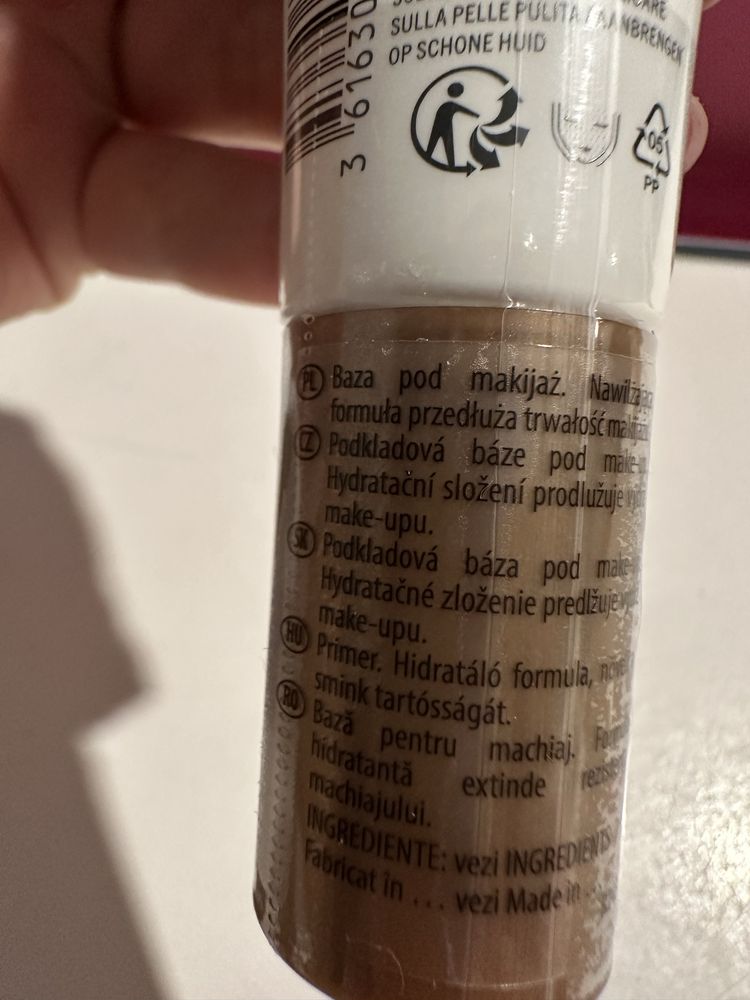 SULLA PELLE PULITA / AANBRENGEN
OP SCHONE HUID
3 61630
05
PP
PL Baza pod makijaż.
formuła przedłuża trwałość
CZ Podkladová báze pod make-up.
Hydratační složení prodlužuje
make-upu.
SK Podkladová báza pod
Hydratačné zloženie predlžuje
make-upu.
HU Primer. Hidratáló formula,
smink tartósságát.
RO Bază pentru machiaj.
hidratantă extinde
machiajului.
INGREDIENTE: vezi INGREDIENTS
Fabricat în ... vezi Made in ...